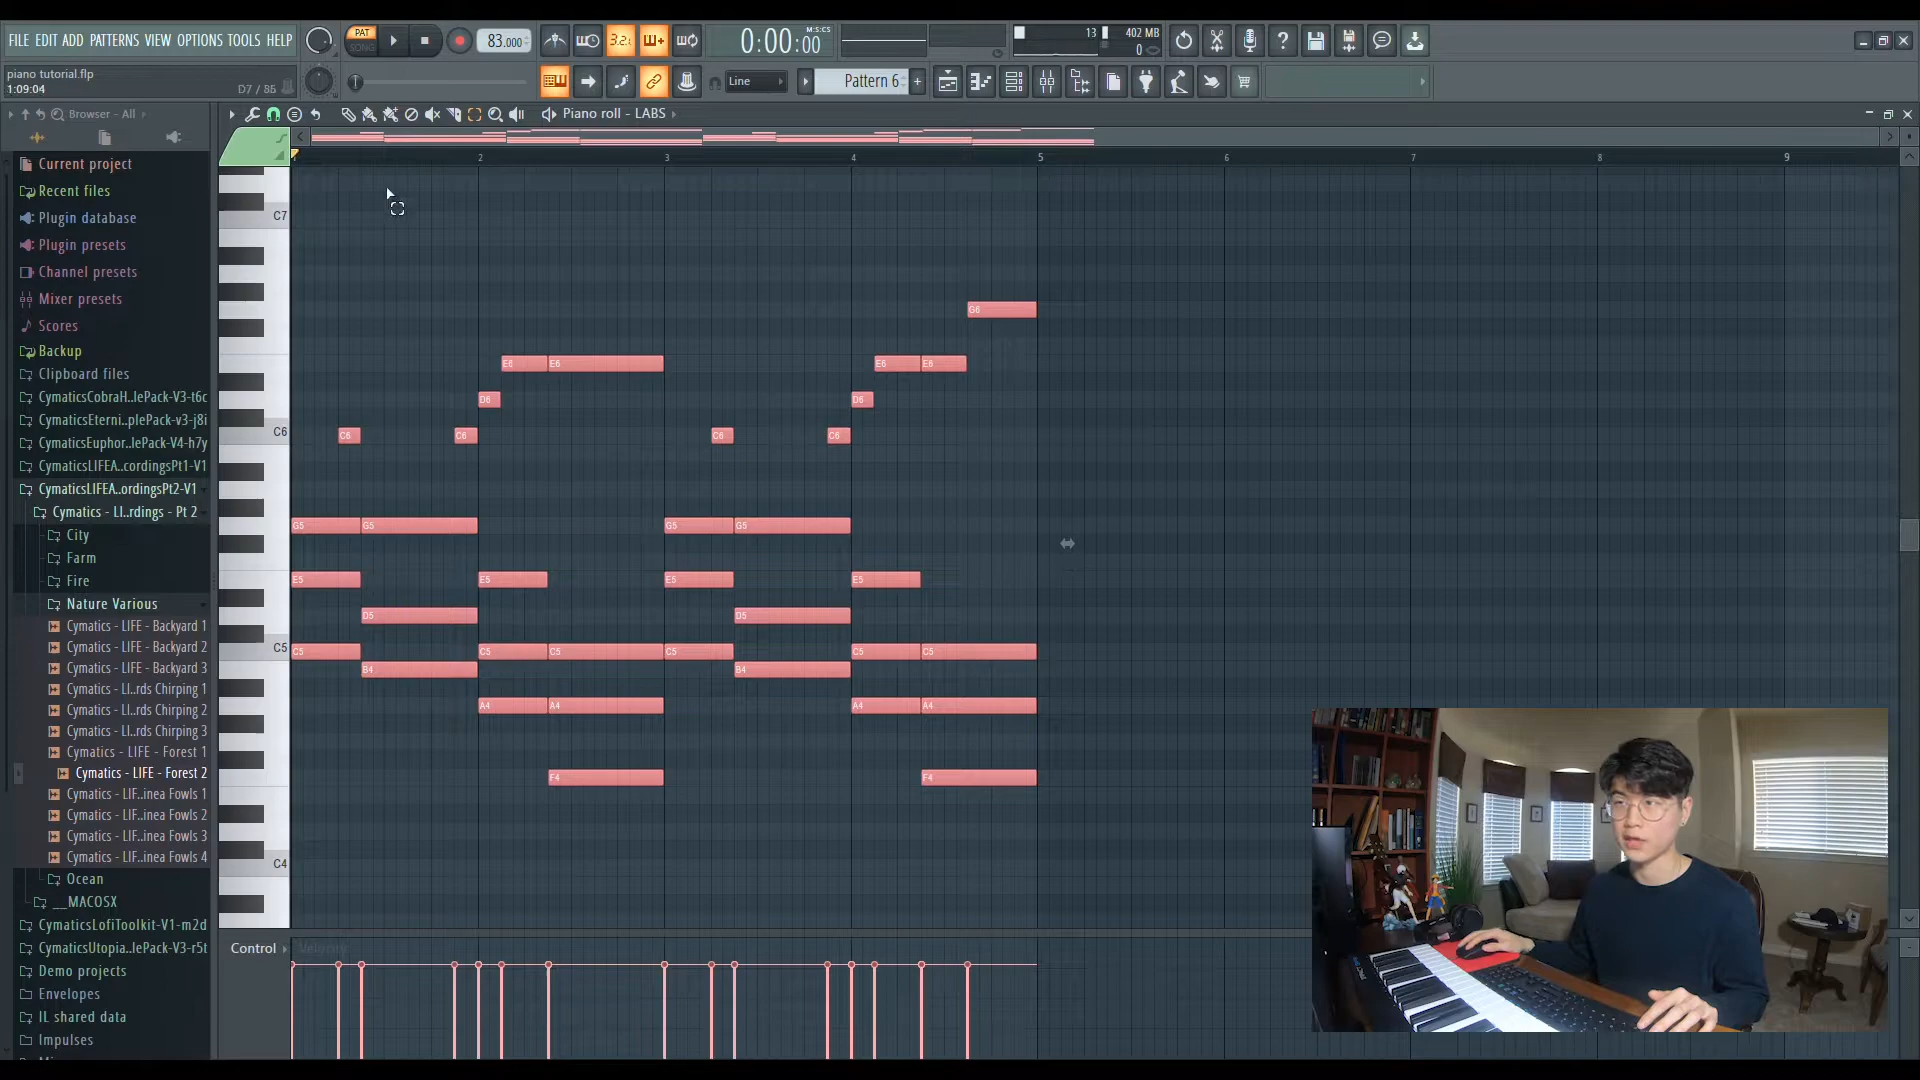 FILE EDIT ADD PATTERNS VIEW OPTIONS TOOLS HELP
PAT
SONG
83.000
3.2.
0:00:00
M:S:CS
13
402 MB
0
piano tutorial.flp
1:09:04
D7 / 86
Line
Pattern 6
Browser - All
Piano roll - LABS
Current project
Recent files
Plugin database
Plugin presets
Channel presets
Mixer presets
Scores
Backup
Clipboard files
CymaticsCobraH..lePack-V3-t6c
CymaticsEterni..plePack-v3-j8i
CymaticsEuphor..lePack-V4-h7y
CymaticsLIFEA..cordingsPt1-V1
CymaticsLIFEA..ordingsPt2-V1
Cymatics - LI..rdings - Pt 2
City
Farm
Fire
Nature Various
Cymatics - LIFE - Backyard 1
Cymatics - LIFE - Backyard 2
Cymatics - LIFE - Backyard 3
Cymatics - LI..rds Chirping 1
Cymatics - LI..rds Chirping 2
Cymatics - LI..rds Chirping 3
Cymatics - LIFE - Forest 1
Cymatics - LIFE - Forest 2
Cymatics - LIF..inea Fowls 1
Cymatics - LIF..inea Fowls 2
Cymatics - LIF..inea Fowls 3
Cymatics - LIF..inea Fowls 4
Ocean
__MACOSX
CymaticsLofiToolkit-V1-m2d
CymaticsUtopia..lePack-V3-r5t
Demo projects
Envelopes
IL shared data
Impulses
2 3 4 5 6 7 8 9
C7
G6
E6 E6 E6 E6
D6 D6
C6
C6 C6 C6 C6
G5 G5 G5 G5
E5 E5 E5 E5
D5 D5
C5
C5 C5 C5 C5 C5 C5
B4 B4
A4 A4 A4 A4
F4 F4
C4
Control
Velocity